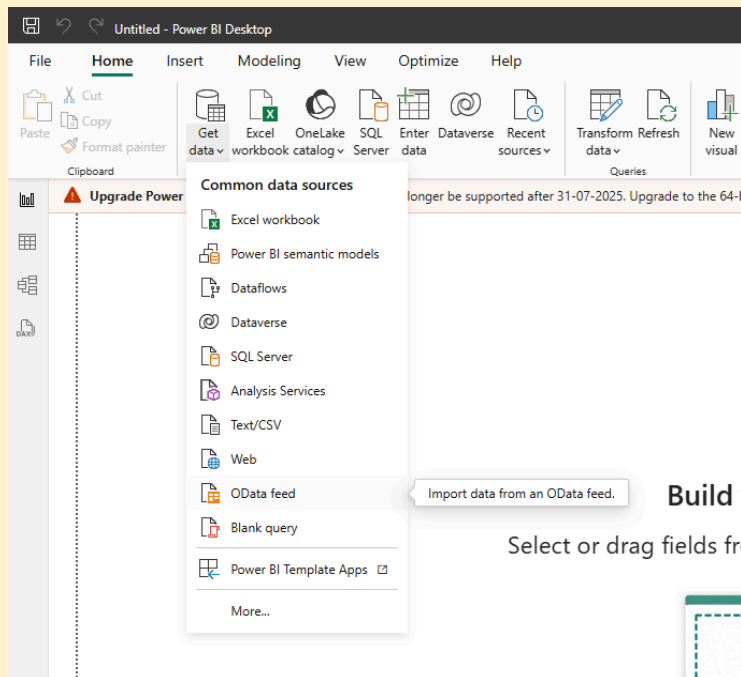 Untitled - Power BI Desktop
File Home Insert Modeling View Optimize Help
Paste
Cut
Copy
Format painter
Clipboard
Get data
Excel workbook
OneLake catalog
SQL Server
Enter data
Dataverse
Recent sources
Transform data
Refresh
Queries
New visual
Upgrade Power
longer be supported after 31-07-2025. Upgrade to the 64-
Common data sources
Excel workbook
Power BI semantic models
Dataflows
Dataverse
SQL Server
Analysis Services
Text/CSV
Web
OData feed
Import data from an OData feed.
Blank query
Power BI Template Apps
More...
DAX
Build
Select or drag fields